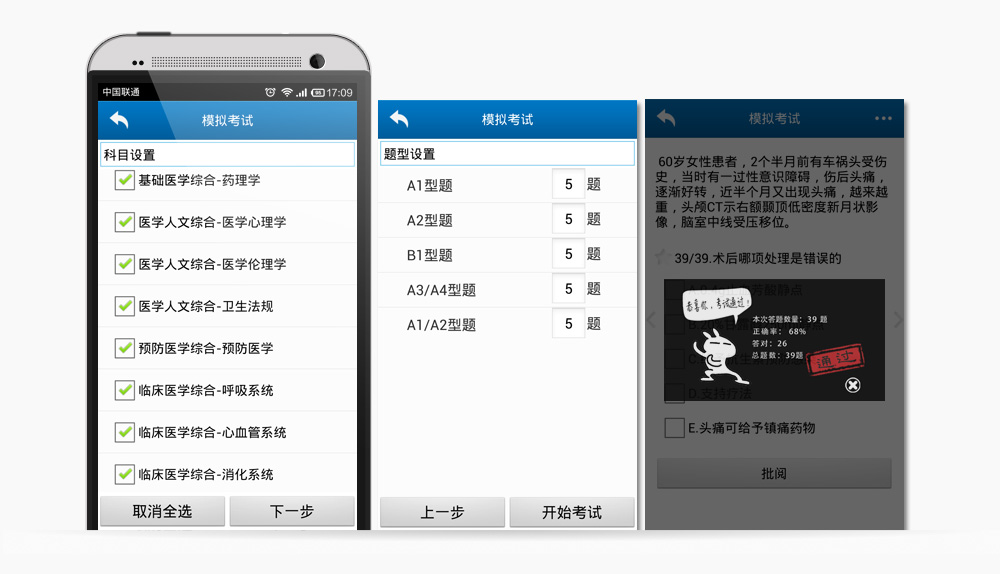 中国联通
95
17:09
模拟考试
科目设置
基础医学综合-药理学
医学人文综合-医学心理学
医学人文综合-医学伦理学
医学人文综合-卫生法规
预防医学综合-预防医学
临床医学综合-呼吸系统
临床医学综合-心血管系统
临床医学综合-消化系统
取消全选
下一步
模拟考试
题型设置
A1型题 5 题
A2型题 5 题
B1型题 5 题
A3/A4型题 5 题
A1/A2型题 5 题
上一步
开始考试
模拟考试
60岁女性患者，2个半月前有车祸头受伤
史，当时有一过性意识障碍，伤后头痛，
逐渐好转，近半个月又出现头痛，越来越
重，头颅CT示右额颞顶低密度新月状影
像，脑室中线受压移位。
39/39.术后哪项处理是错误的
恭喜你，考试通过！
本次答题数量：39 题
正确率： 68%
答对：26
总题数：39题
通过
D.支持疗法
E.头痛可给予镇痛药物
批阅